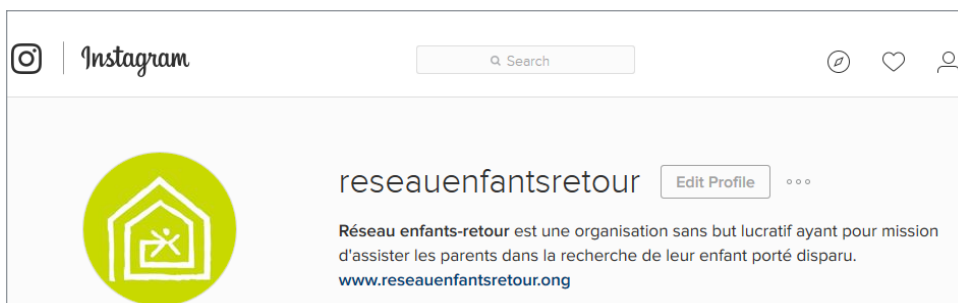 Instagram
Search
reseauenfantsretour
Edit Profile
Réseau enfants-retour est une organisation sans but lucratif ayant pour mission
d'assister les parents dans la recherche de leur enfant porté disparu.
www.reseauenfantsretour.ong